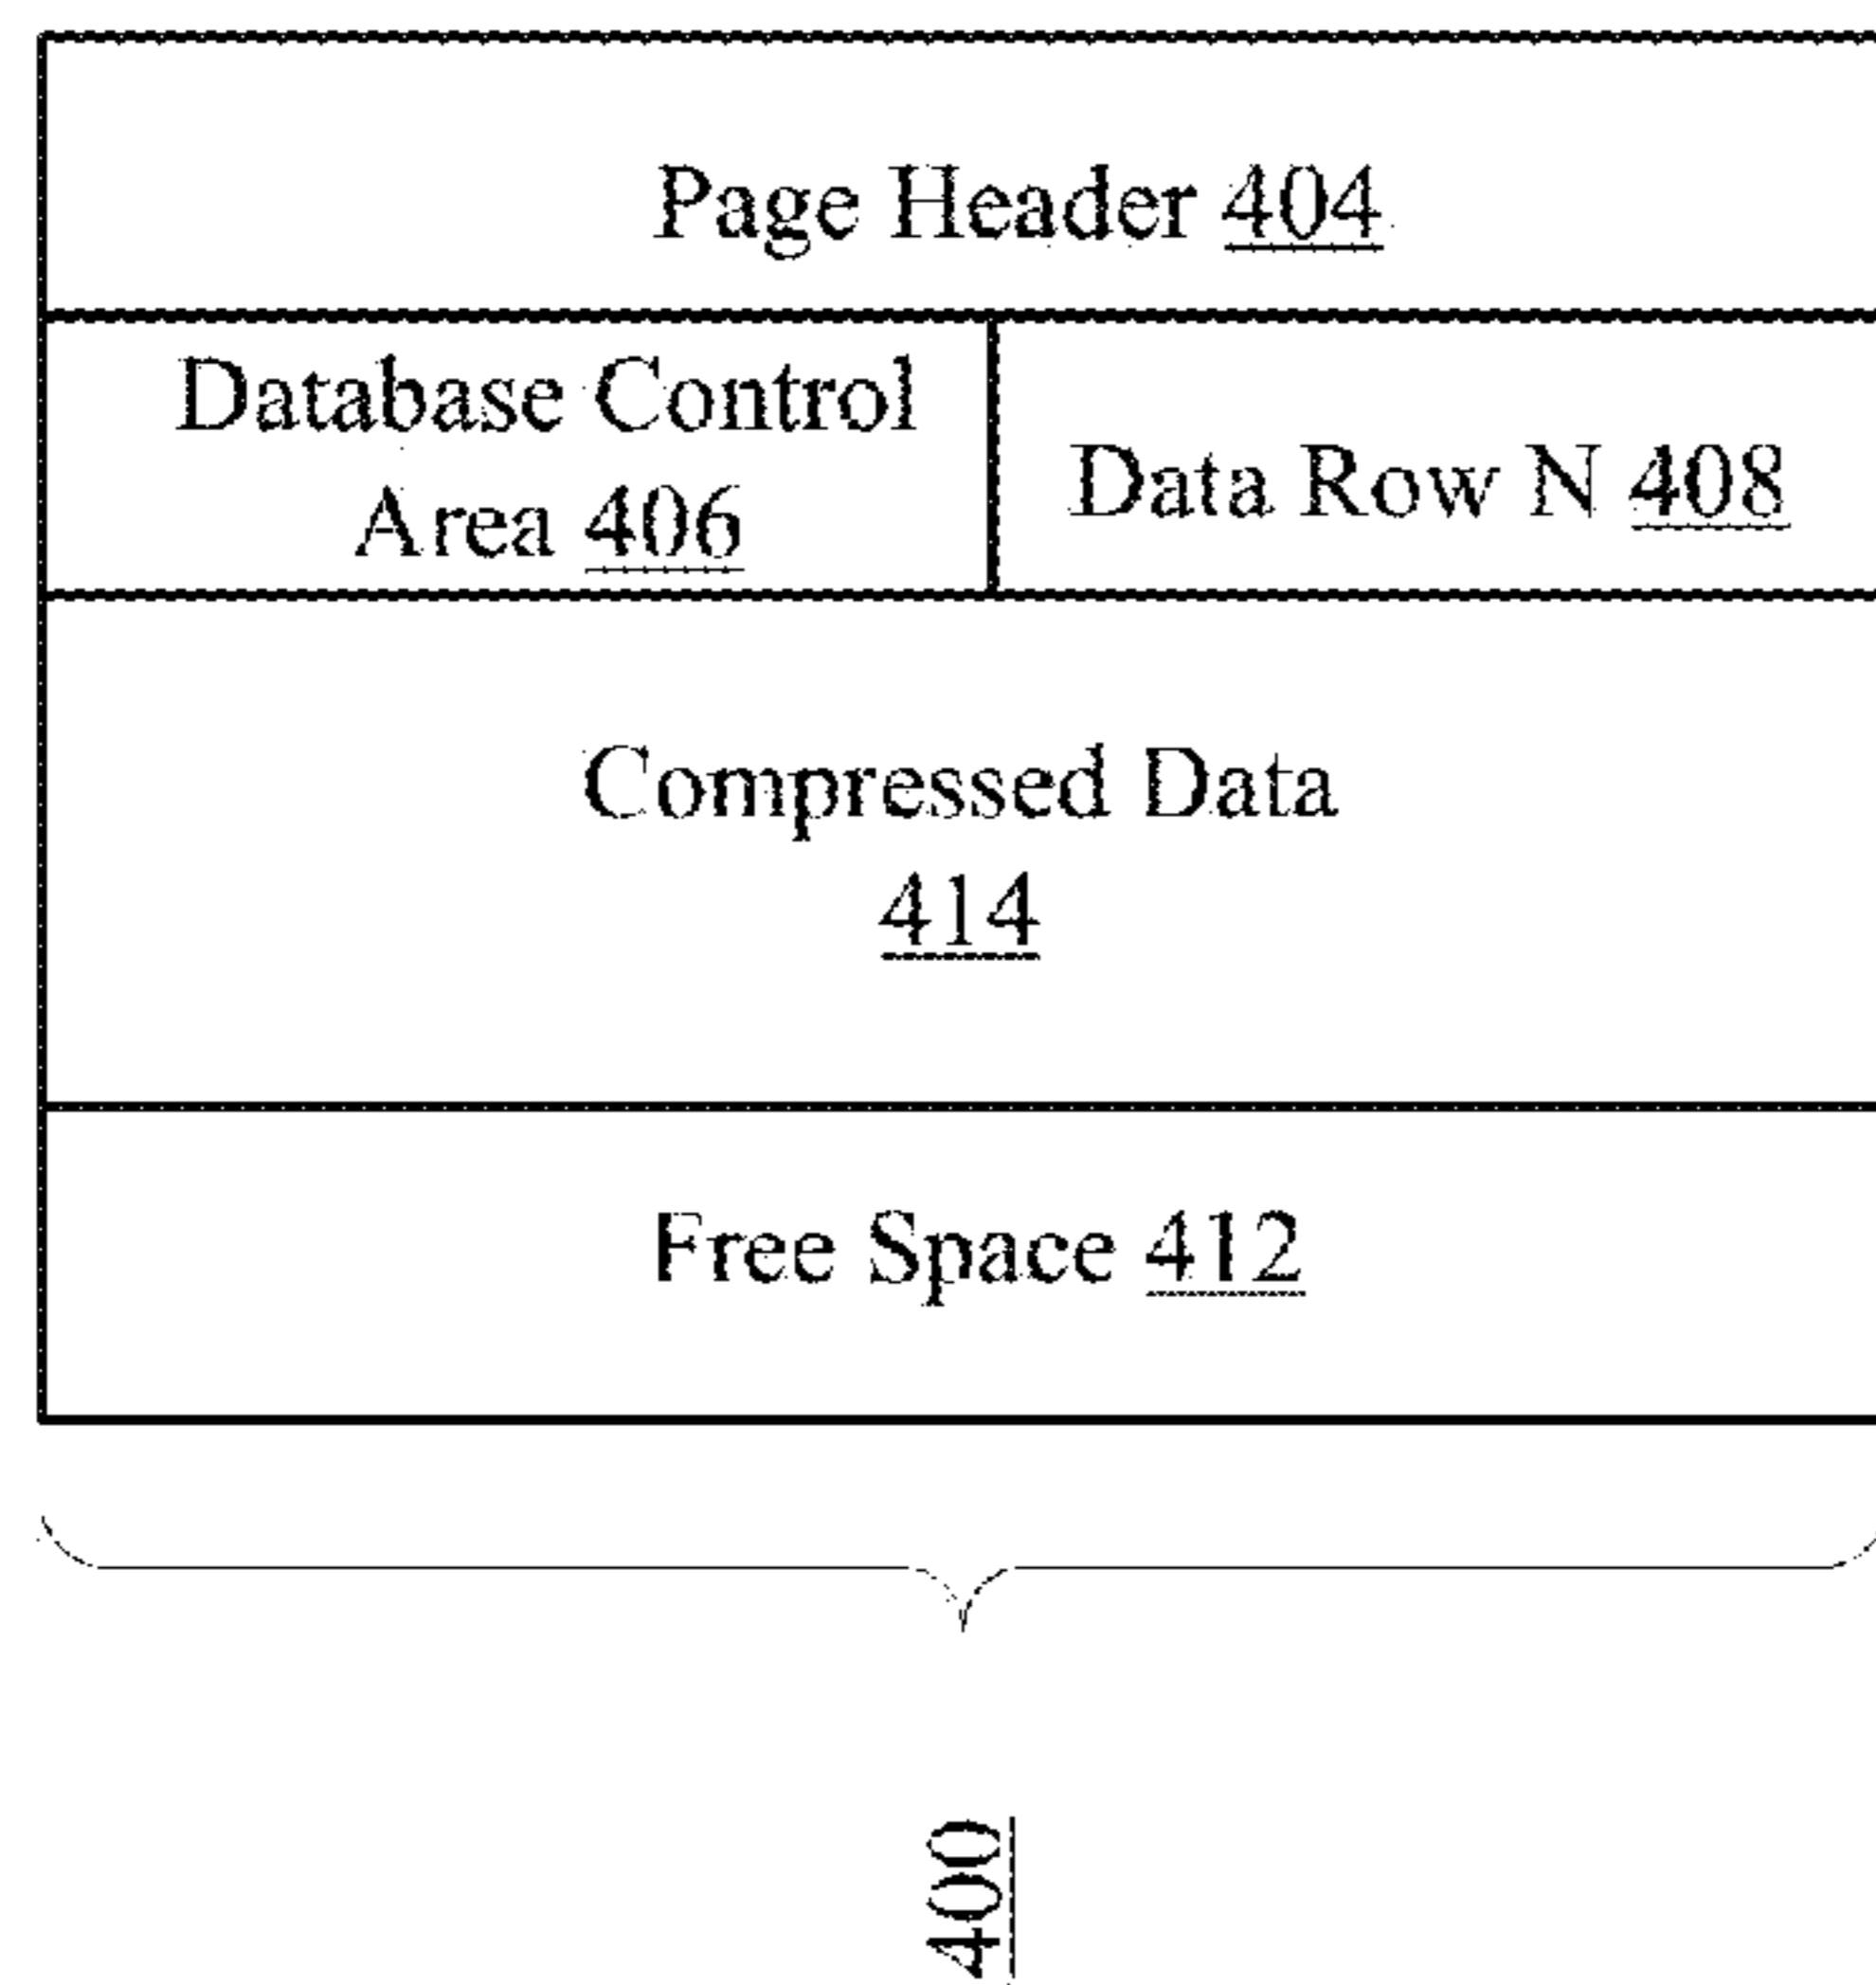 Page Header 404
Database Control
Area 406
Data Row N 408
Compressed Data
414
Free Space 412
400